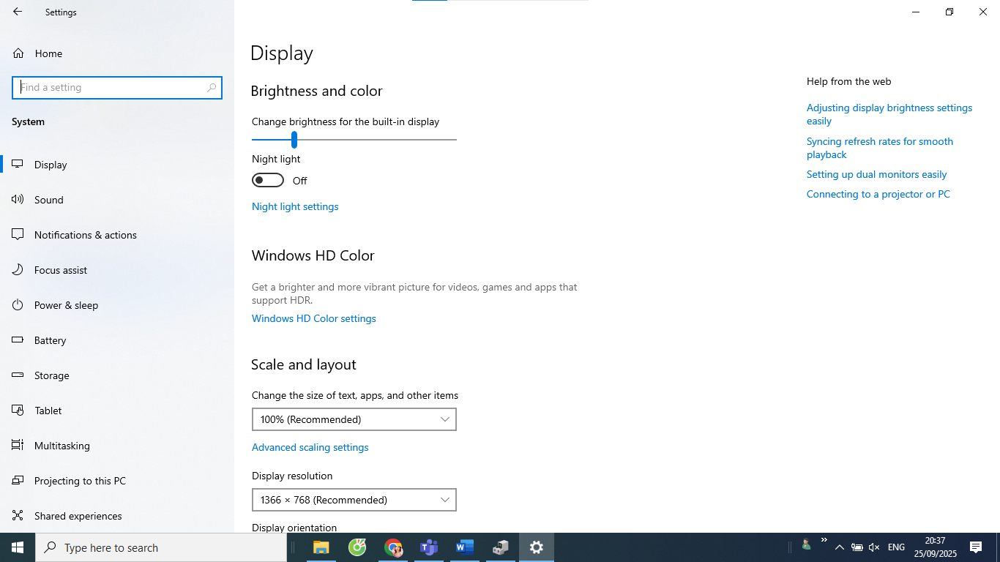 Settings
Home
Find a setting
System
Display
Sound
Notifications & actions
Focus assist
Power & sleep
Battery
Storage
Tablet
Multitasking
Projecting to this PC
Shared experiences
Display
Brightness and color
Change brightness for the built-in display
Night light
Off
Night light settings
Windows HD Color
Get a brighter and more vibrant picture for videos, games and apps that
support HDR.
Windows HD Color settings
Scale and layout
Change the size of text, apps, and other items
100% (Recommended)
Advanced scaling settings
Display resolution
1366 × 768 (Recommended)
Display orientation
Help from the web
Adjusting display brightness settings
easily
Syncing refresh rates for smooth
playback
Setting up dual monitors easily
Connecting to a projector or PC
Type here to search
ENG
20:37
25/09/2025